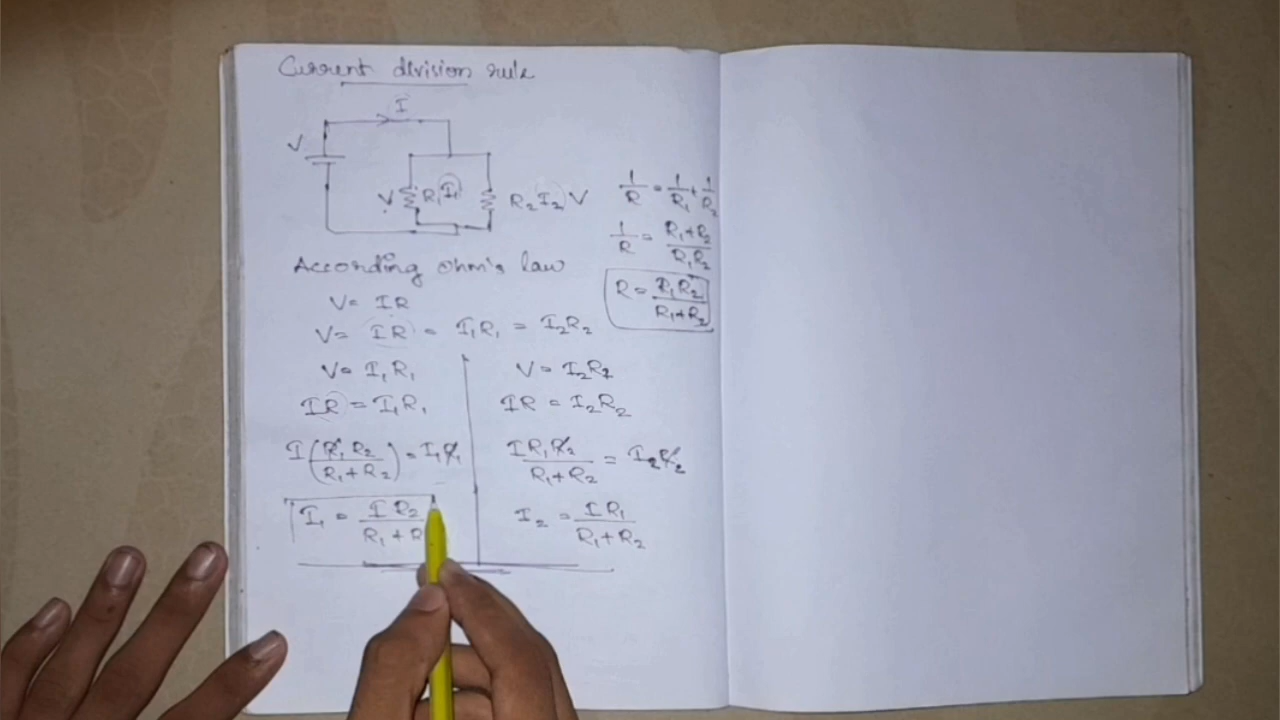 Current division rule
I
V
V R₁ I₁ R₂ I₂ V
1/R = 1/R₁ + 1/R₂
1/R = R₁+R₂/R₁R₂
R = R₁R₂/R₁+R₂
According ohm's law
V = IR
V = IR = I₁R₁ = I₂R₂
V = I₁R₁
IR = I₁R₁
I(R₁R₂/R₁+R₂) = I₁R₁
I₁ = I R₂/R₁+R
V = I₂R₂
IR = I₂R₂
IR₁R₂/R₁+R₂ = I₂R₂
I₂ = I R₁/R₁+R₂